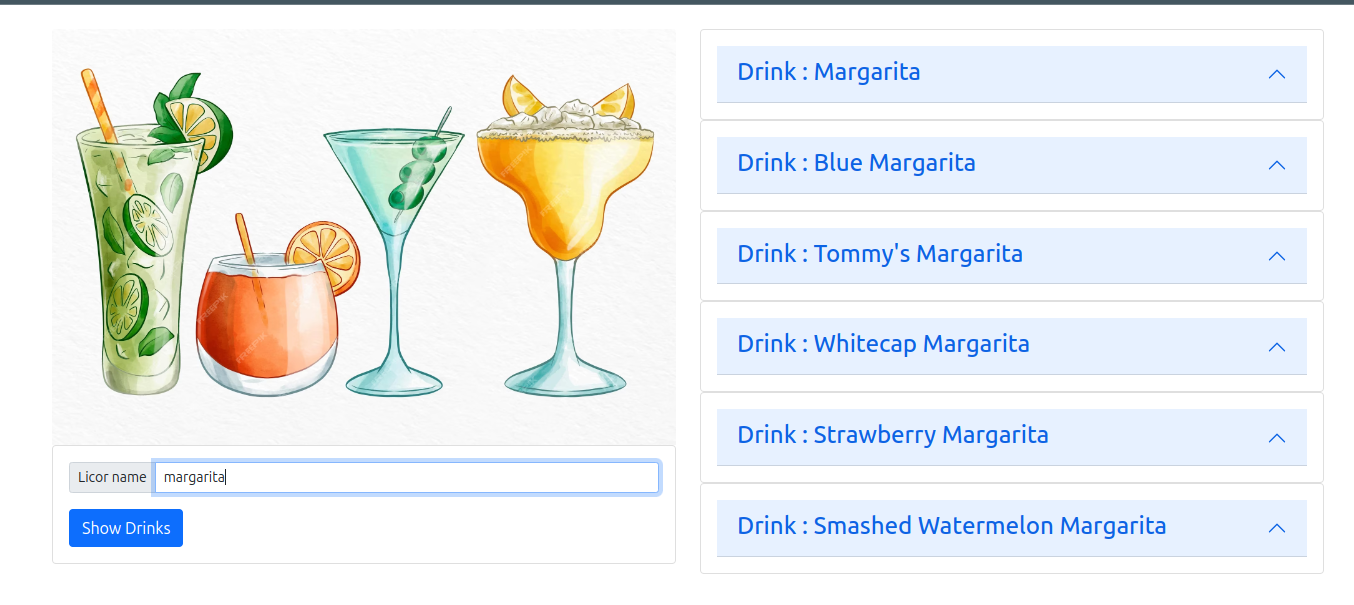 Licor name
margarita
Show Drinks
Drink : Margarita
Drink : Blue Margarita
Drink : Tommy's Margarita
Drink : Whitecap Margarita
Drink : Strawberry Margarita
Drink : Smashed Watermelon Margarita